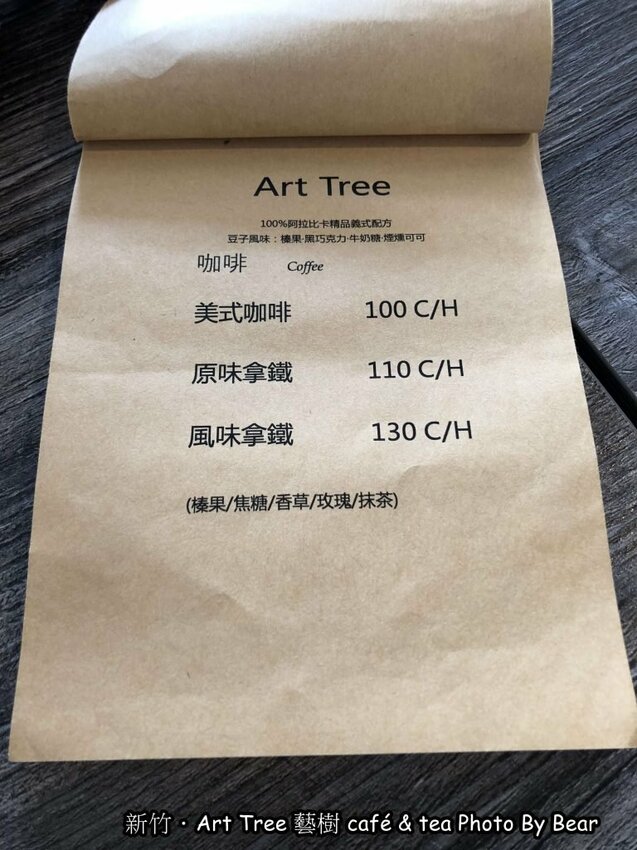 Art Tree
100%阿拉比卡精品義式配方
豆子風味：榛果·黑巧克力·牛奶糖·煙燻可可
咖啡 Coffee
美式咖啡 100 C/H
原味拿鐵 110 C/H
風味拿鐵 130 C/H
(榛果/焦糖/香草/玫瑰/抹茶)
新竹·Art Tree 藝樹 café & tea Photo By Bear